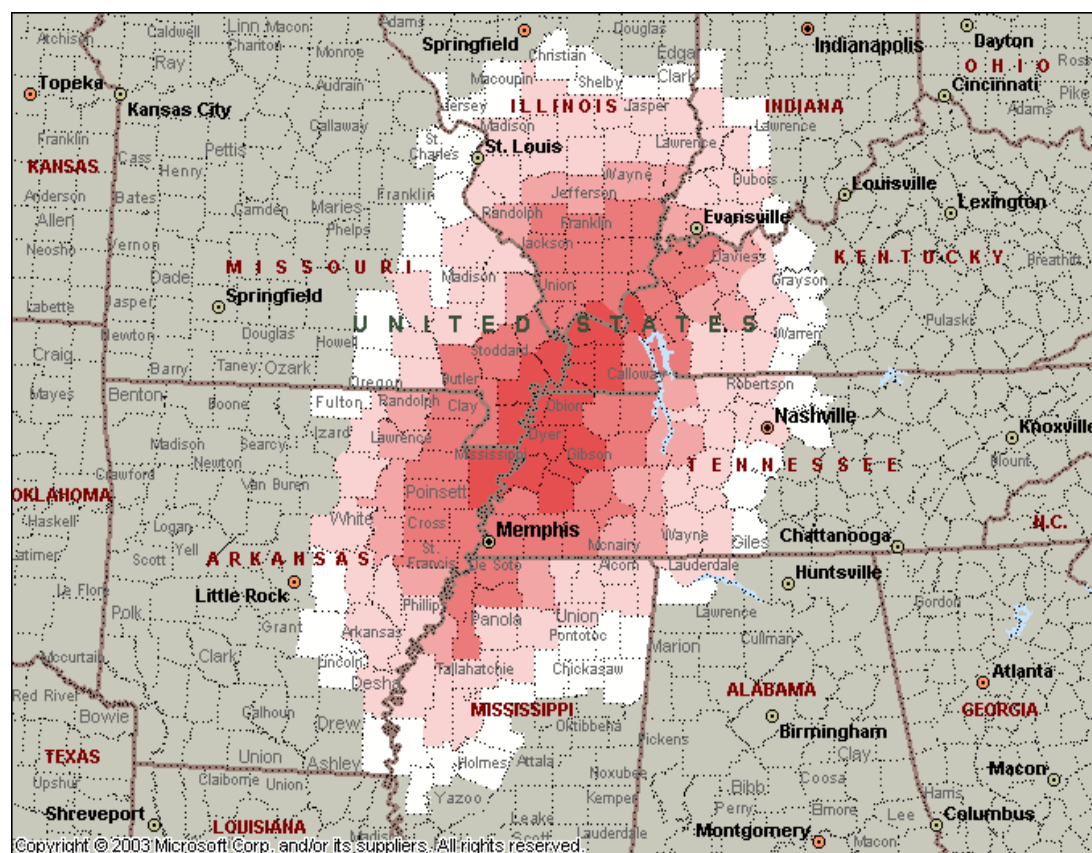 Adams
Linn
Macon
Caldwell
Chariton
Atchison
Ray
Monroe
Audrain
Springfield
Christian
Douglas
Edgar
Clark
Macoupin
Shelby
Indianapolis
Dayton
OHIO
Ross
Pike
Cincinnati
Adams
Topeka
Kansas City
Jersey
ILLINOIS
Jasper
INDIANA
Madison
Callaway
Franklin
Pettis
Cass
Henry
KANSAS
St. Charles
St. Louis
Lawrence
Lawrence
Wayne
Dubois
Louisville
Lexington
Anderson
Bates
Allen
Camden
Maries
Franklin
Jefferson
Randolph
Franklin
Evansville
Neosho
Vernon
Phelps
Jackson
Daviess
KENTUCKY
Breathitt
MISSOURI
Dade
Madison
Union
Grayson
Labette
Jasper
Springfield
UNITED STATES
Pulaski
Newton
Douglas
Howell
Stoddard
Warren
Craig
Barry
Taney
Ozark
Oregon
Butler
Calloway
Robertson
Mayes
Benton
Boone
Fulton
Randolph
Clay
Obion
Nashville
Madison
Searcy
Izard
Lawrence
Dyer
Knoxville
Newton
Mississippi
Gibson
TENNESSEE
Blount
Crawford
Van Buren
Poinsett
OKLAHOMA
Haskell
Logan
White
Cross
Memphis
N.C.
Latimer
Scott
Yell
ARKANSAS
St. Francis
De Soto
Mcnairy
Wayne
Giles
Chattanooga
Alcorn
Lauderdale
Huntsville
Le Flore
Little Rock
Polk
Phillips
Panola
Union
Lawrence
Gordon
Grant
Arkansas
Pontotoc
Cullman
Mccurtain
Clark
Lincoln
Tallahatchie
Chickasaw
Marion
Atlanta
Red River
Desha
ALABAMA
Bowie
Calhoun
Drew
MISSISSIPPI
Oktibbeha
Birmingham
GEORGIA
Pickens
Clay
TEXAS
Union
Ashley
Holmes
Attala
Noxubee
Bibb
Coosa
Macon
Upshur
Claiborne
Union
Yazoo
Kemper
Perry
Elmore
Harris
Shreveport
LOUISIANA
Leake
Scott
Lauderdale
Montgomery
Lee
Macon
Columbus
Copyright © 2003 Microsoft Corp. and/or its suppliers. All rights reserved.